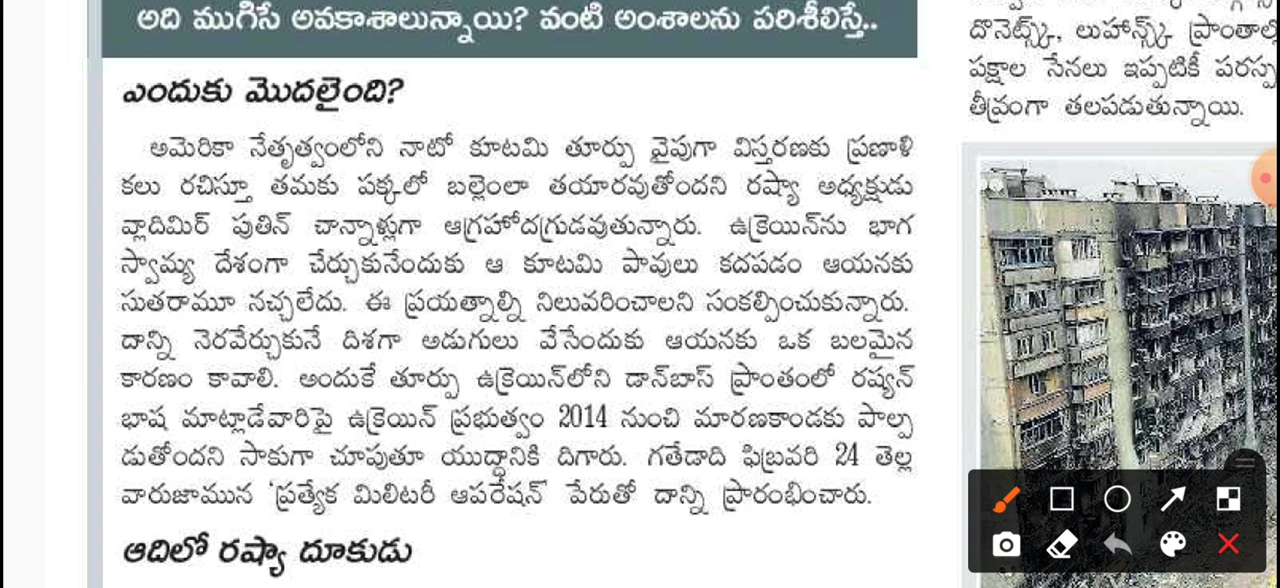 అది ముగిసే అవకాశాలున్నాయి? వంటి అంశాలను పరిశీలిస్తే..
ఎందుకు మొదలైంది?
అమెరికా నేతృత్వంలోని నాటో కూటమి తూర్పు వైపుగా విస్తరణకు ప్రణాళి
కలు రచిస్తూ తమకు పక్కలో బల్లెంలా తయారవుతోందని రష్యా అధ్యక్షుడు
వ్లాదిమిర్ పుతిన్ చాన్నాళ్లుగా ఆగ్రహోదగ్రుడవుతున్నారు. ఉక్రెయిన్‌ను భాగ
స్వామ్య దేశంగా చేర్చుకునేందుకు ఆ కూటమి పావులు కదపడం ఆయనకు
సుతరామూ నచ్చలేదు. ఈ ప్రయత్నాల్ని నిలువరించాలని సంకల్పించుకున్నారు.
దాన్ని నెరవేర్చుకునే దిశగా అడుగులు వేసేందుకు ఆయనకు ఒక బలమైన
కారణం కావాలి. అందుకే తూర్పు ఉక్రెయిన్‌లోని డాన్‌బాస్ ప్రాంతంలో రష్యన్
భాష మాట్లాడేవారిపై ఉక్రెయిన్ ప్రభుత్వం 2014 నుంచి మారణకాండకు పాల్ప
డుతోందని సాకుగా చూపుతూ యుద్ధానికి దిగారు. గతేడాది ఫిబ్రవరి 24 తెల్ల
వారుజామున 'ప్రత్యేక మిలిటరీ ఆపరేషన్' పేరుతో దాన్ని ప్రారంభించారు.
ఆదిలో రష్యా దూకుడు
దొనెట్స్క్, లుహాన్స్క్
పక్షాల సేనలు ఇప్పటికీ
తీవ్రంగా తలపడుతున్నాయి.